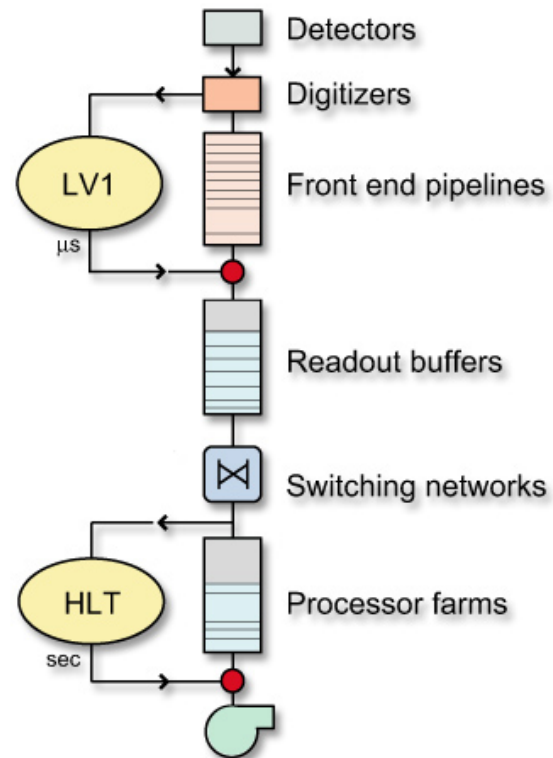 Detectors
Digitizers
LV1
Front end pipelines
μs
Readout buffers
Switching networks
HLT
Processor farms
sec